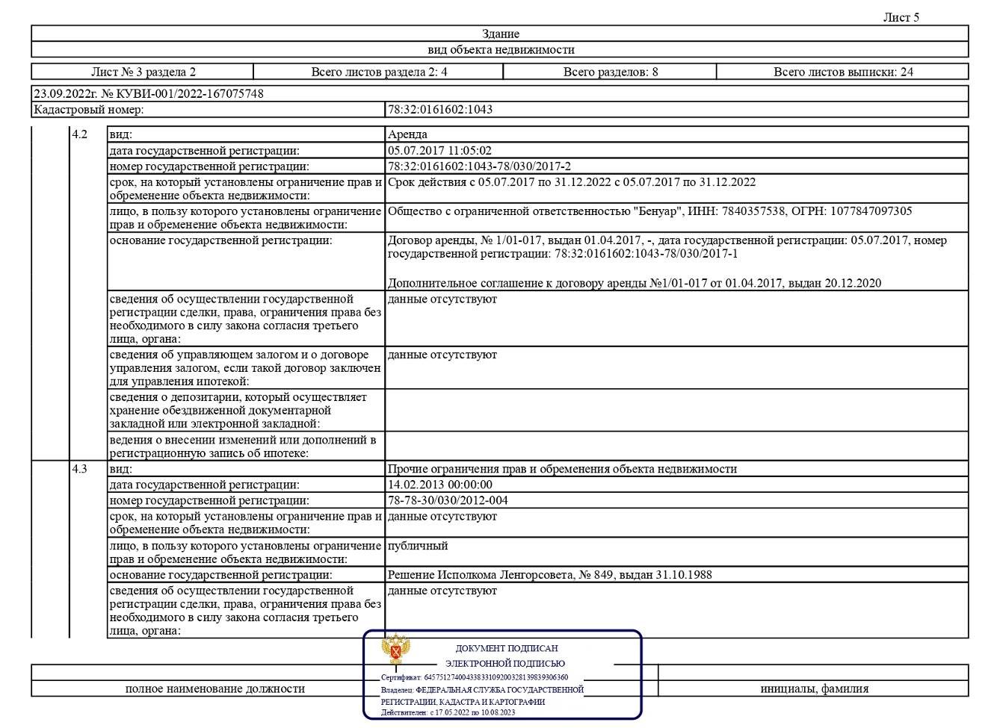 Лист 5
Здание
вид объекта недвижимости
Лист № 3 раздела 2 Всего листов раздела 2: 4 Всего разделов: 8 Всего листов выписки: 24
23.09.2022г. № КУВИ-001/2022-167075748
Кадастровый номер: 78:32:0161602:1043
4.2 вид: Аренда
дата государственной регистрации: 05.07.2017 11:05:02
номер государственной регистрации: 78:32:0161602:1043-78/030/2017-2
срок, на который установлены ограничение прав и Срок действия с 05.07.2017 по 31.12.2022 с 05.07.2017 по 31.12.2022
обременение объекта недвижимости:
лицо, в пользу которого установлены ограничение Общество с ограниченной ответственностью "Бенуар", ИНН: 7840357538, ОГРН: 1077847097305
прав и обременение объекта недвижимости:
основание государственной регистрации: Договор аренды, № 1/01-017, выдан 01.04.2017, -, дата государственной регистрации: 05.07.2017, номер
государственной регистрации: 78:32:0161602:1043-78/030/2017-1
Дополнительное соглашение к договору аренды №1/01-017 от 01.04.2017, выдан 20.12.2020
сведения об осуществлении государственной данные отсутствуют
регистрации сделки, права, ограничения права без
необходимого в силу закона согласия третьего
лица, органа:
сведения об управляющем залогом и о договоре данные отсутствуют
управления залогом, если такой договор заключен
для управления ипотекой:
сведения о депозитарии, который осуществляет
хранение обездвиженной документарной
закладной или электронной закладной:
ведения о внесении изменений или дополнений в
регистрационную запись об ипотеке:
4.3 вид: Прочие ограничения прав и обременения объекта недвижимости
дата государственной регистрации: 14.02.2013 00:00:00
номер государственной регистрации: 78-78-30/030/2012-004
срок, на который установлены ограничение прав и данные отсутствуют
обременение объекта недвижимости:
лицо, в пользу которого установлены ограничение публичный
прав и обременение объекта недвижимости:
основание государственной регистрации: Решение Исполкома Ленгорсовета, № 849, выдан 31.10.1988
сведения об осуществлении государственной данные отсутствуют
регистрации сделки, права, ограничения права без
необходимого в силу закона согласия третьего
лица, органа:
ДОКУМЕНТ ПОДПИСАН
ЭЛЕКТРОННОЙ ПОДПИСЬЮ
Сертификат: 64575127400433833109200328139839306360
Владелец: ФЕДЕРАЛЬНАЯ СЛУЖБА ГОСУДАРСТВЕННОЙ
РЕГИСТРАЦИИ, КАДАСТРА И КАРТОГРАФИИ
Действителен: с 17.05.2022 по 10.08.2023
полное наименование должности инициалы, фамилия